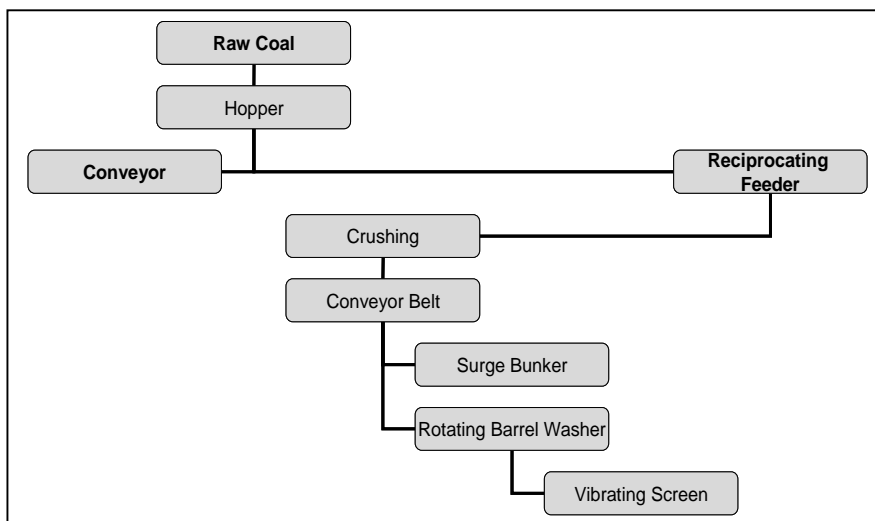 Raw Coal
Hopper
Conveyor
Reciprocating
Feeder
Crushing
Conveyor Belt
Surge Bunker
Rotating Barrel Washer
Vibrating Screen